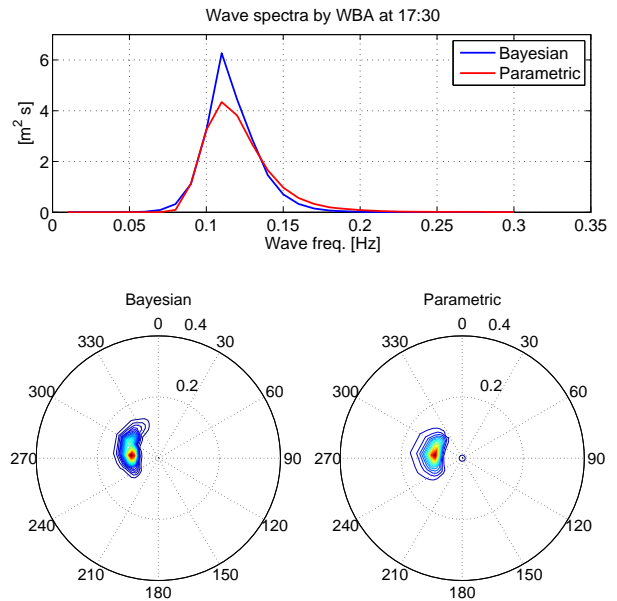 Wave spectra by WBA at 17:30
[m² s]
6
4
2
0
Bayesian
Parametric
0 0.05 0.1 0.15 0.2 0.25 0.3 0.35
Wave freq. [Hz]
Bayesian
0 0.4
330 30
0.2
300 60
270 90
240 120
210 150
180
Parametric
0 0.4
330 30
0.2
300 60
270 90
240 120
210 150
180